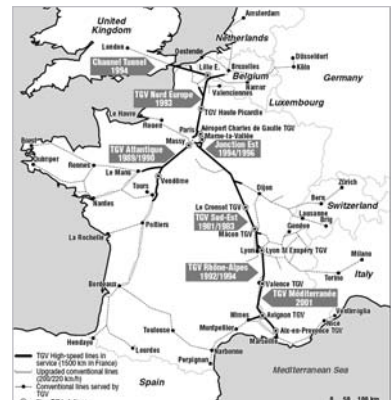 Amsterdam
United
Kingdom
Netherlands
London
Oostende
Düsseldorf
Channel Tunnel
1994
Lille E.
Bruxelles
Köln
Belgium
Germany
Namur
Valenciennes
TGV Nord Europe
1993
Luxembourg
TGV Haute Picardie
Le Havre
Rouen
Aéroport Charles de Gaulle TGV
Paris
Marne-la-Vallée
Massy
Jonction Est
1994/1996
TGV Atlantique
1989/1990
Brest
Quimper
Rennes
Le Mans
Vendôme
Tours
Nantes
Dijon
Zürich
Bern
Le Creusot TGV
Switzerland
Lausanne
Brig
TGV Sud-Est
1981/1983
Genève
Poitiers
Mâcon TGV
La Rochelle
Lyon
Lyon St Exupéry TGV
Milano
Torino
Italy
TGV Rhône-Alpes
1992/1994
Valence TGV
Bordeaux
TGV Méditerranée
2001
Nimes
Avignon TGV
Ventimiglia
Nice
Toulouse
Montpellier
Aix-en-Provence TGV
Marseille
Hendaye
Lourdes
Narbonne
Perpignan
Spain
Mediterranean Sea
TGV High-speed lines in
service (1500 km in France)
Upgraded conventional lines
(200/220 km/h)
Conventional lines served by
TGV
0 50 100 km